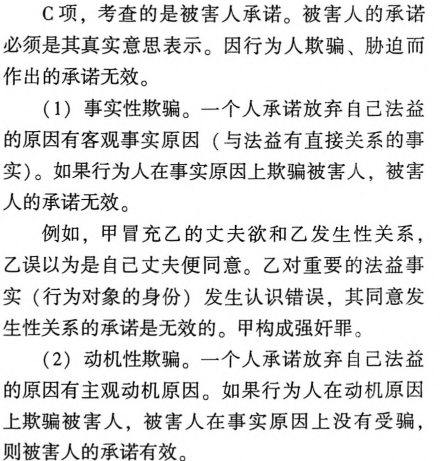 C项，考查的是被害人承诺。被害人的承诺
必须是其真实意思表示。因行为人欺骗、胁迫而
作出的承诺无效。
（1）事实性欺骗。一个人承诺放弃自己法益
的原因有客观事实原因（与法益有直接关系的事
实）。如果行为人在事实原因上欺骗被害人，被害
人的承诺无效。
例如，甲冒充乙的丈夫欲和乙发生性关系，
乙误以为是自己丈夫便同意。乙对重要的法益事
实（行为对象的身份）发生认识错误，其同意发
生性关系的承诺是无效的。甲构成强奸罪。
（2）动机性欺骗。一个人承诺放弃自己法益
的原因有主观动机原因。如果行为人在动机原因
上欺骗被害人，被害人在事实原因上没有受骗，
则被害人的承诺有效。